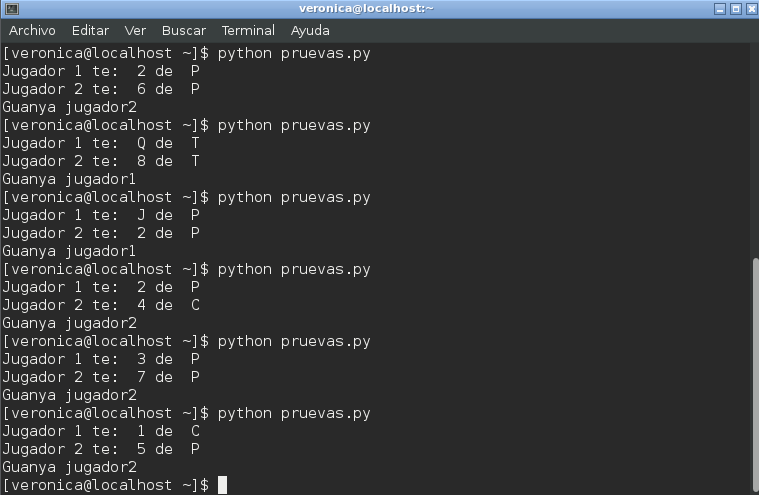 veronica@localhost:~
Archivo Editar Ver Buscar Terminal Ayuda
[veronica@localhost ~]$ python pruevas.py
Jugador 1 te:  2 de  P
Jugador 2 te:  6 de  P
Guanya jugador2
[veronica@localhost ~]$ python pruevas.py
Jugador 1 te:  Q de  T
Jugador 2 te:  8 de  T
Guanya jugador1
[veronica@localhost ~]$ python pruevas.py
Jugador 1 te:  J de  P
Jugador 2 te:  2 de  P
Guanya jugador1
[veronica@localhost ~]$ python pruevas.py
Jugador 1 te:  2 de  P
Jugador 2 te:  4 de  C
Guanya jugador2
[veronica@localhost ~]$ python pruevas.py
Jugador 1 te:  3 de  P
Jugador 2 te:  7 de  P
Guanya jugador2
[veronica@localhost ~]$ python pruevas.py
Jugador 1 te:  1 de  C
Jugador 2 te:  5 de  P
Guanya jugador2
[veronica@localhost ~]$